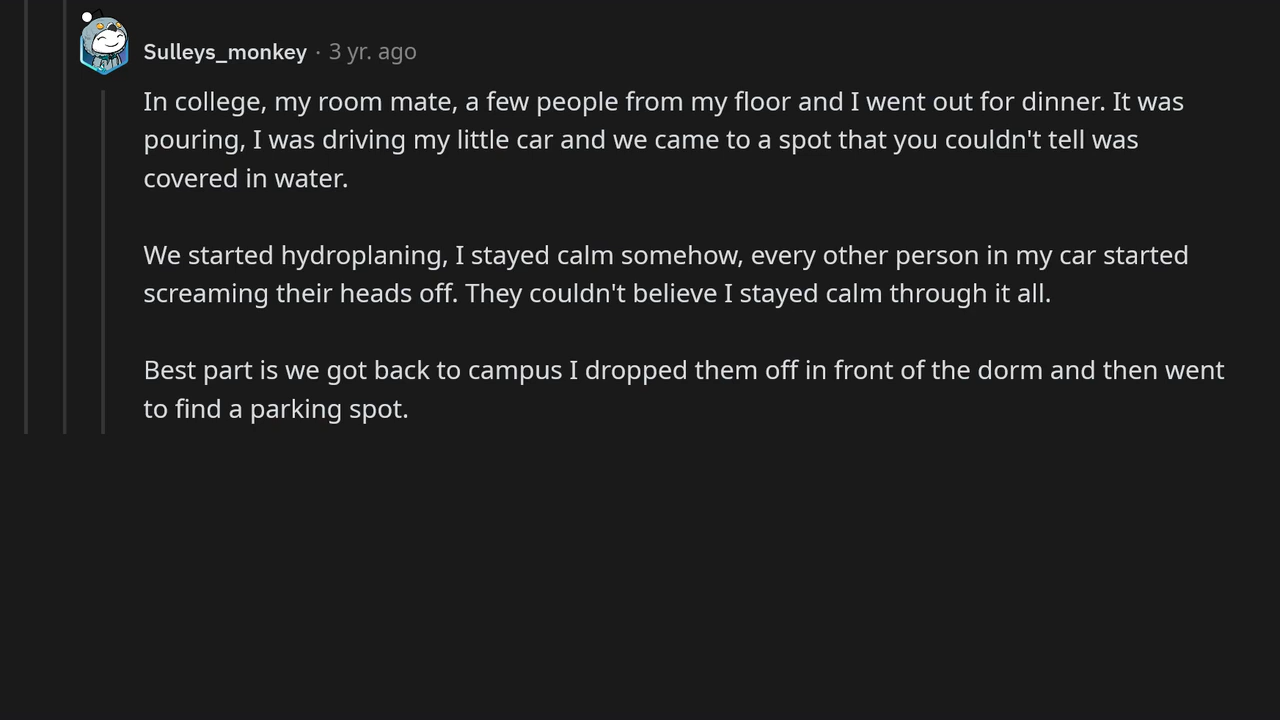 Sulleys_monkey · 3 yr. ago
In college, my room mate, a few people from my floor and I went out for dinner. It was
pouring, I was driving my little car and we came to a spot that you couldn't tell was
covered in water.
We started hydroplaning, I stayed calm somehow, every other person in my car started
screaming their heads off. They couldn't believe I stayed calm through it all.
Best part is we got back to campus I dropped them off in front of the dorm and then went
to find a parking spot.